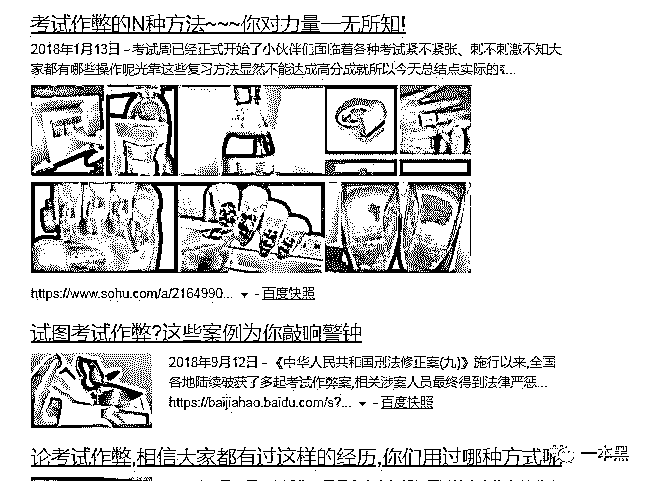 考试作弊的N种方法~~~你对力量一无所知!
2018年1月13日 - 考试周已经正式开始了小伙伴们面临着各种考试紧不紧张、刺不刺激不知大
家都有哪些操作呢光靠这些复习方法显然不能达成高分成就所以今天总结点实际的
https://www.sohu.com/a/2164990... - 百度快照
试图考试作弊?这些案例为你敲响警钟
2018年9月12日 - 《中华人民共和国刑法修正案(九)》施行以来,全国
各地陆续破获了多起考试作弊案,相关涉案人员最终得到法律严惩...
https://baijiahao.baidu.com/s?... - 百度快照
论考试作弊,相信大家都有过这样的经历,你们用过哪种方式呢
一本黑